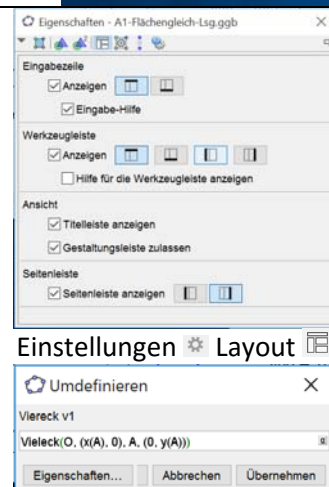 Eigenschaften - A1-Flächengleich-Lsg.ggb
Eingabezeile
Anzeigen
Eingabe-Hilfe
Werkzeugleiste
Anzeigen
Hilfe für die Werkzeugleiste anzeigen
Ansicht
Titelleiste anzeigen
Gestaltungsleiste zulassen
Seitenleiste
Seitenleiste anzeigen
Einstellungen Layout
Umdefinieren
Viereck v1
Vieleck(O, (x(A), 0), A, (0, y(A)))
Eigenschaften... Abbrechen Übernehmen